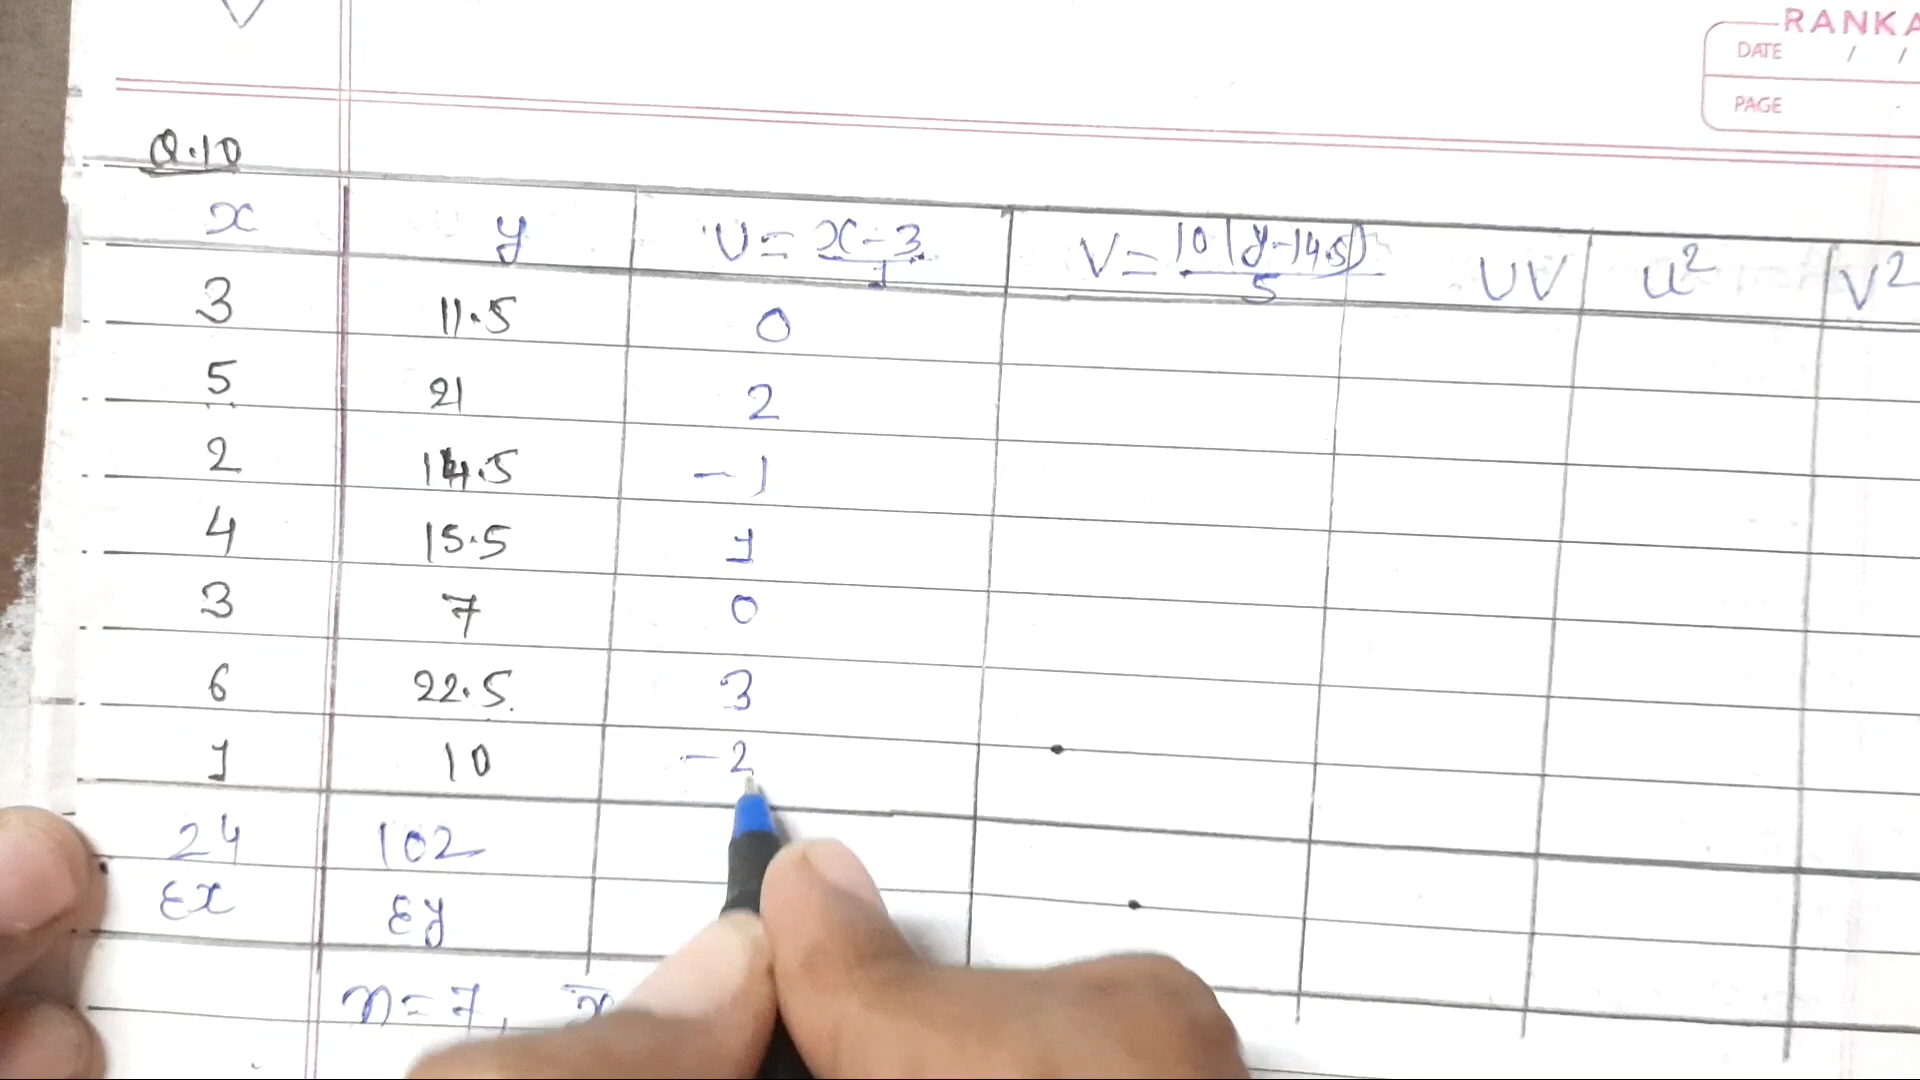 RANKA
DATE / /
PAGE
Q.10
x y U = x-3/1 V = 10(y-14.5)/5 UV u² V²
3 11.5 0
5 21 2
2 14.5 -1
4 15.5 1
3 7 0
6 22.5 3
1 10 -2
24 102
Σx Σy
n=7,